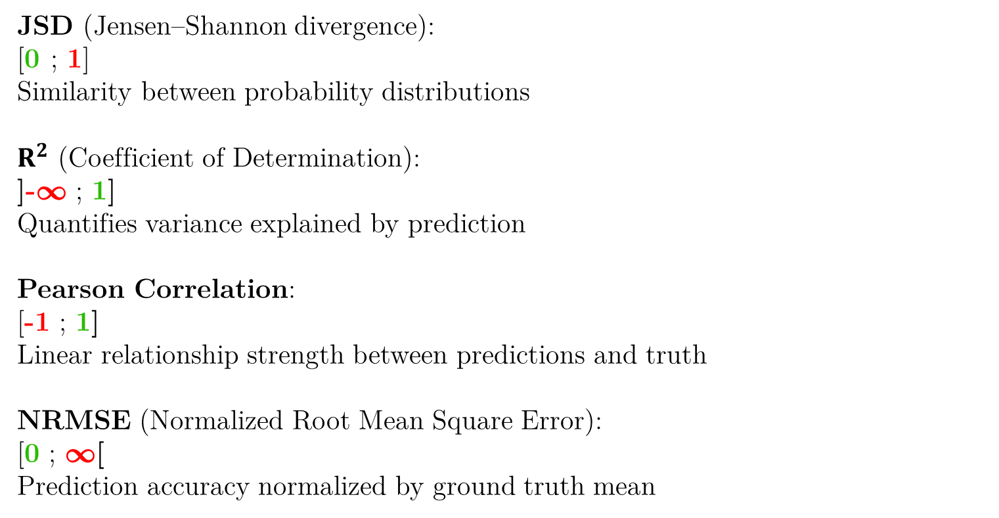 JSD (Jensen–Shannon divergence):
[0 ; 1]
Similarity between probability distributions
R² (Coefficient of Determination):
]-∞ ; 1]
Quantifies variance explained by prediction
Pearson Correlation:
[-1 ; 1]
Linear relationship strength between predictions and truth
NRMSE (Normalized Root Mean Square Error):
[0 ; ∞[
Prediction accuracy normalized by ground truth mean